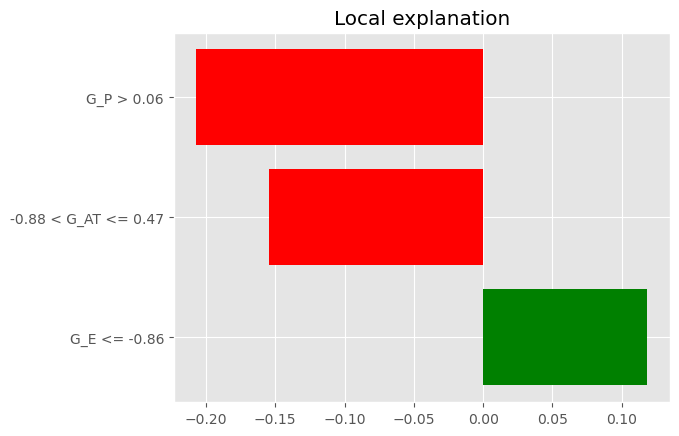 Local explanation
G_P > 0.06
-0.88 < G_AT <= 0.47
G_E <= -0.86
−0.20 −0.15 −0.10 −0.05 0.00 0.05 0.10